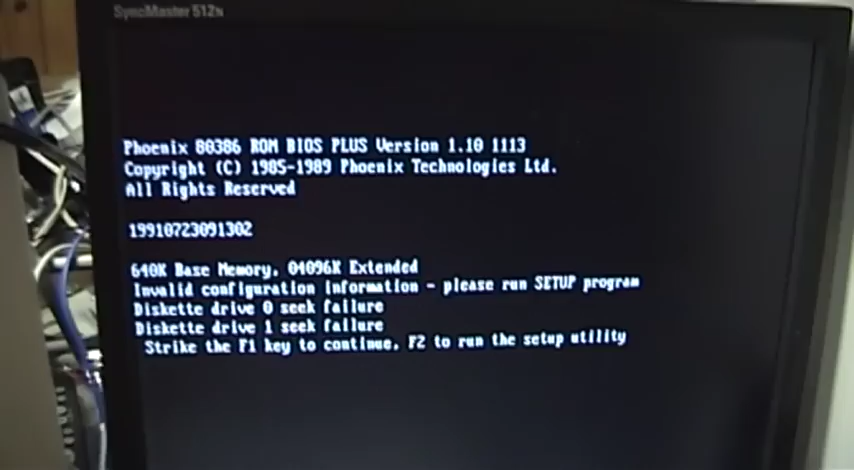 SyncMaster 512N
Phoenix 80386 ROM BIOS PLUS Version 1.10 1113
Copyright (C) 1985-1989 Phoenix Technologies Ltd.
All Rights Reserved
19910723091302
640K Base Memory, 04096K Extended
Invalid configuration information - please run SETUP program
Diskette drive 0 seek failure
Diskette drive 1 seek failure
Strike the F1 key to continue, F2 to run the setup utility